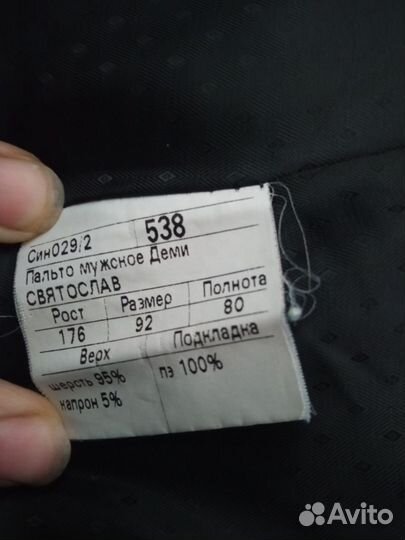 Син029/2 538
Пальто мужское Деми
СВЯТОСЛАВ
Рост Размер Полнота
176 92 80
Верх Подкладка
шерсть 95% пэ 100%
капрон 5%
Avito